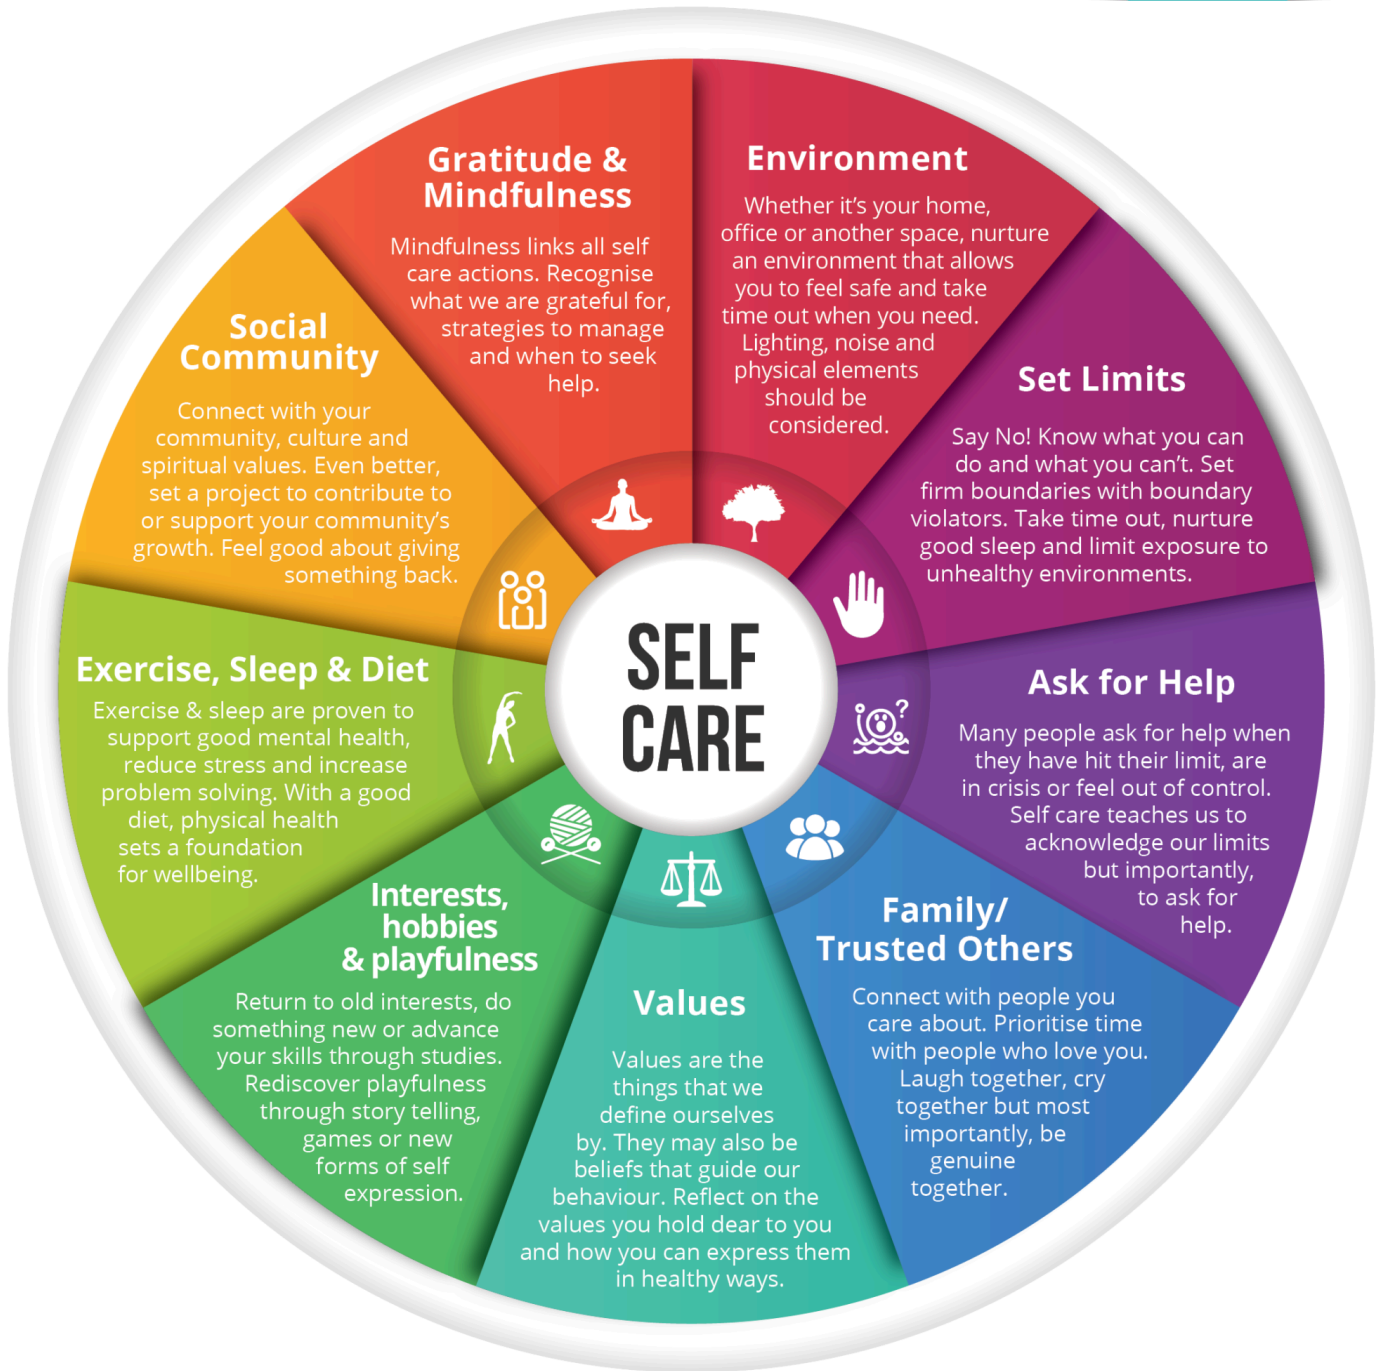 Gratitude &
Mindfulness
Mindfulness links all self
care actions. Recognise
what we are grateful for,
strategies to manage
and when to seek
help.
Environment
Whether it’s your home,
office or another space, nurture
an environment that allows
you to feel safe and take
time out when you need.
Lighting, noise and
physical elements
should be
considered.
Set Limits
Say No! Know what you can
do and what you can’t. Set
firm boundaries with boundary
violators. Take time out, nurture
good sleep and limit exposure to
unhealthy environments.
Ask for Help
Many people ask for help when
they have hit their limit, are
in crisis or feel out of control.
Self care teaches us to
acknowledge our limits
but importantly,
to ask for
help.
?
Family/
Trusted Others
Connect with people you
care about. Prioritise time
with people who love you.
Laugh together, cry
together but most
importantly, be
genuine
together.
Values
Values are the
things that we
define ourselves
by. They may also be
beliefs that guide our
behaviour. Reflect on the
values you hold dear to you
and how you can express them
in healthy ways.
Interests,
hobbies
& playfulness
Return to old interests, do
something new or advance
your skills through studies.
Rediscover playfulness
through story telling,
games or new
forms of self
expression.
Exercise, Sleep & Diet
Exercise & sleep are proven to
support good mental health,
reduce stress and increase
problem solving. With a good
diet, physical health
sets a foundation
for wellbeing.
Social
Community
Connect with your
community, culture and
spiritual values. Even better,
set a project to contribute to
or support your community’s
growth. Feel good about giving
something back.
SELF
CARE